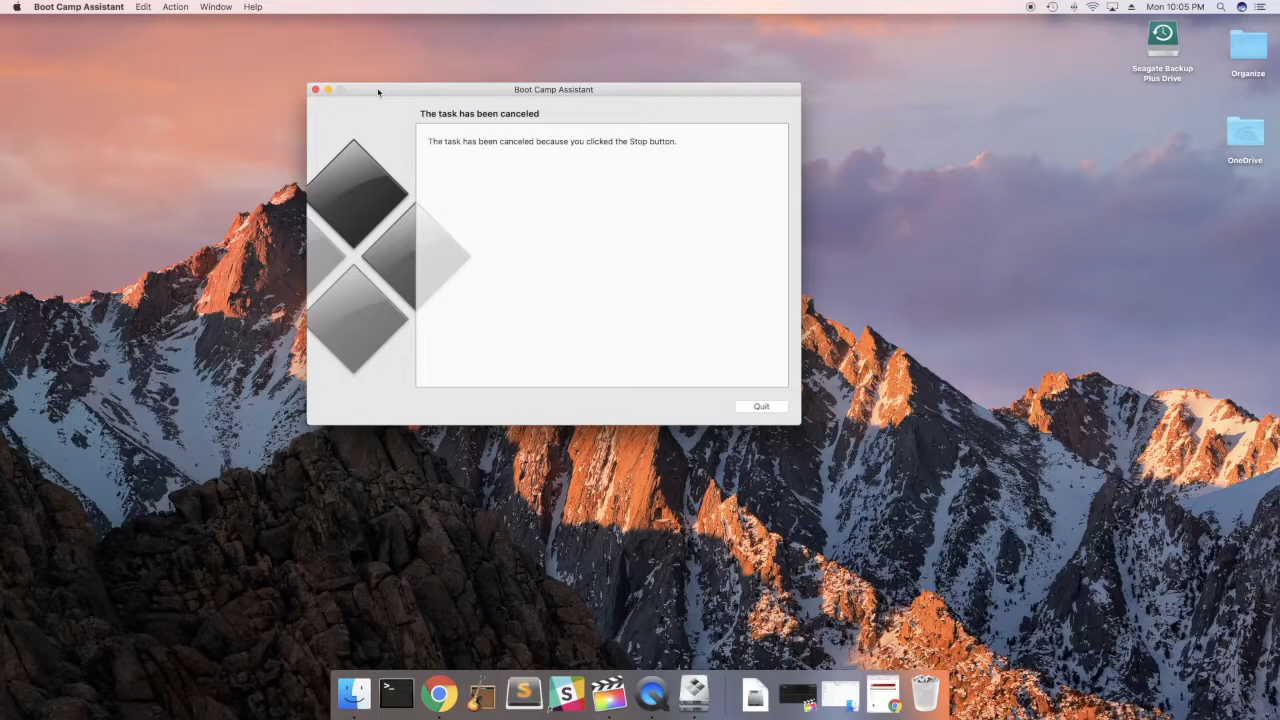 Boot Camp Assistant Edit Action Window Help
Mon 10:05 PM
Seagate Backup
Plus Drive
Organize
OneDrive
Boot Camp Assistant
The task has been canceled
The task has been canceled because you clicked the Stop button.
Quit